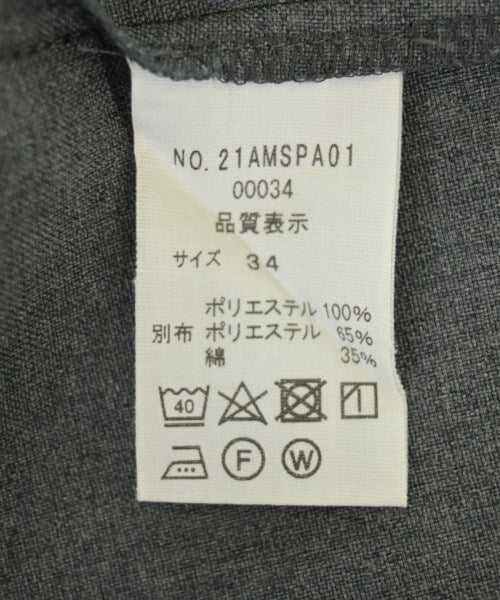 NO. 21AMSPA01
00034
品質表示
サイズ 34
ポリエステル 100%
別布 ポリエステル 65%
綿 35%
40
F W